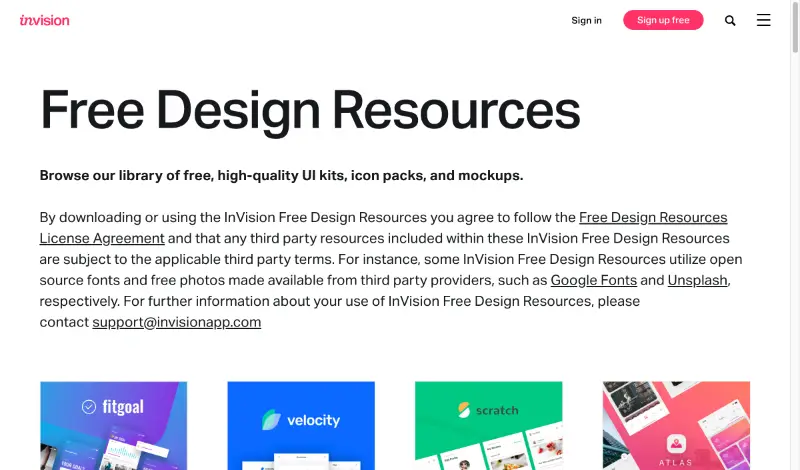 invision
Sign in
Sign up free
Free Design Resources
Browse our library of free, high-quality UI kits, icon packs, and mockups.
By downloading or using the InVision Free Design Resources you agree to follow the Free Design Resources
License Agreement and that any third party resources included within these InVision Free Design Resources
are subject to the applicable third party terms. For instance, some InVision Free Design Resources utilize open
source fonts and free photos made available from third party providers, such as Google Fonts and Unsplash,
respectively. For further information about your use of InVision Free Design Resources, please
contact support@invisionapp.com
fitgoal
velocity
scratch
ATLAS